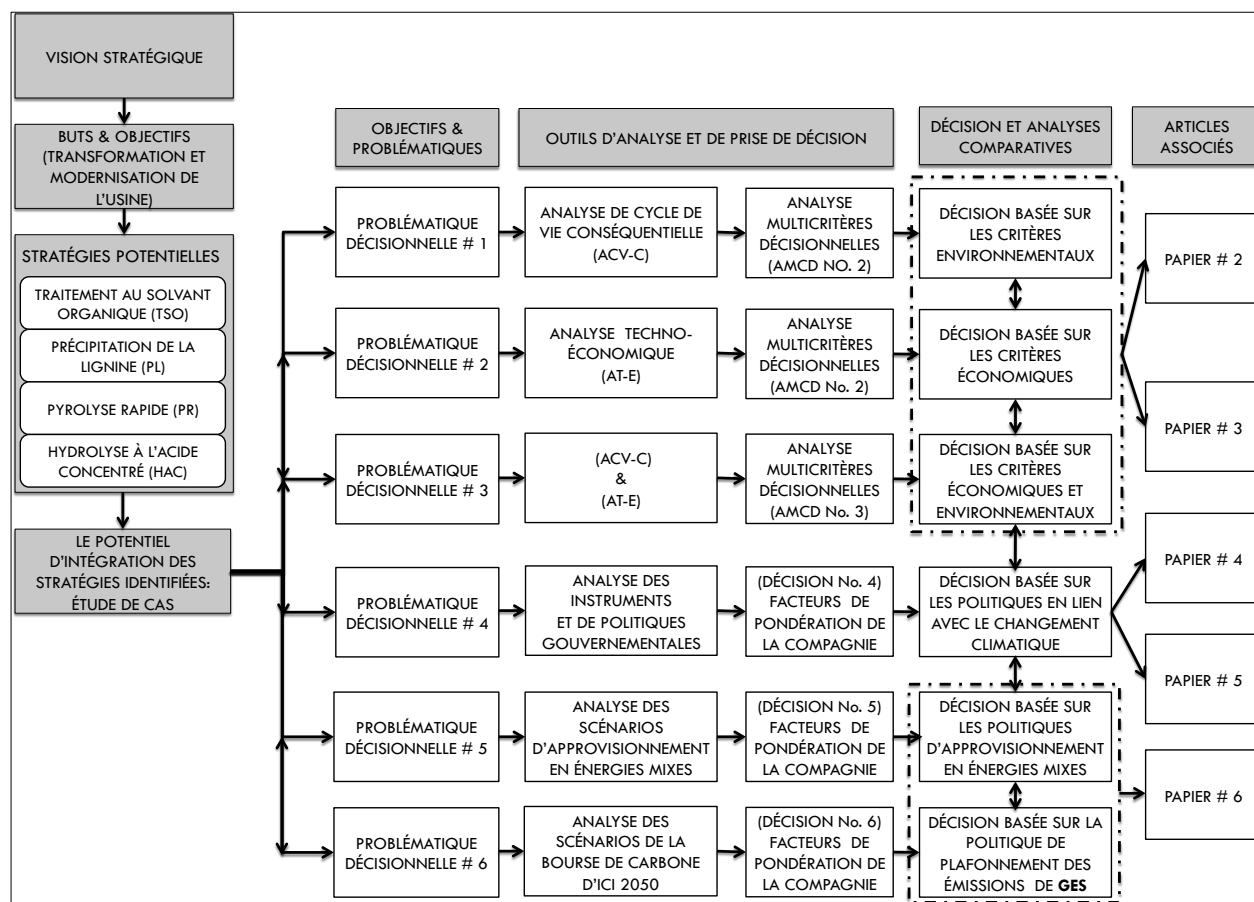 VISION STRATÉGIQUE
BUTS & OBJECTIFS
(TRANSFORMATION ET
MODERNISATION DE
L'USINE)
STRATÉGIES POTENTIELLES
TRAITEMENT AU SOLVANT
ORGANIQUE (TSO)
PRÉCIPITATION DE LA
LIGNINE (PL)
PYROLYSE RAPIDE (PR)
HYDROLYSE À L'ACIDE
CONCENTRÉ (HAC)
LE POTENTIEL
D'INTÉGRATION DES
STRATÉGIES IDENTIFIÉES:
ÉTUDE DE CAS
OBJECTIFS &
PROBLÉMATIQUES
OUTILS D'ANALYSE ET DE PRISE DE DÉCISION
DÉCISION ET ANALYSES
COMPARATIVES
ARTICLES
ASSOCIÉS
PROBLÉMATIQUE
DÉCISIONNELLE # 1
ANALYSE DE CYCLE DE
VIE CONSÉQUENTIELLE
(ACV-C)
ANALYSE
MULTICRITÈRES
DÉCISIONNELLES
(AMCD NO. 2)
DÉCISION BASÉE SUR
LES CRITÈRES
ENVIRONNEMENTAUX
PROBLÉMATIQUE
DÉCISIONNELLE # 2
ANALYSE TECHNO-
ÉCONOMIQUE
(AT-E)
ANALYSE
MULTICRITÈRES
DÉCISIONNELLES
(AMCD No. 2)
DÉCISION BASÉE SUR
LES CRITÈRES
ÉCONOMIQUES
PROBLÉMATIQUE
DÉCISIONNELLE # 3
(ACV-C)
&
(AT-E)
ANALYSE
MULTICRITÈRES
DÉCISIONNELLES
(AMCD No. 3)
DÉCISION BASÉE SUR
LES CRITÈRES
ÉCONOMIQUES ET
ENVIRONNEMENTAUX
PROBLÉMATIQUE
DÉCISIONNELLE # 4
ANALYSE DES
INSTRUMENTS
ET DE POLITIQUES
GOUVERNEMENTALES
(DÉCISION No. 4)
FACTEURS DE
PONDÉRATION DE
LA COMPAGNIE
DÉCISION BASÉE SUR
LES POLITIQUES EN LIEN
AVEC LE CHANGEMENT
CLIMATIQUE
PROBLÉMATIQUE
DÉCISIONNELLE # 5
ANALYSE DES
SCÉNARIOS
D'APPROVISIONNEMENT
EN ÉNERGIES MIXES
(DÉCISION No. 5)
FACTEURS DE
PONDÉRATION DE
LA COMPAGNIE
DÉCISION BASÉE SUR
LES POLITIQUES
D'APPROVISIONNEMENT
EN ÉNERGIES MIXES
PROBLÉMATIQUE
DÉCISIONNELLE # 6
ANALYSE DES
SCÉNARIOS DE LA
BOURSE DE CARBONE
D'ICI 2050
(DÉCISION No. 6)
FACTEURS DE
PONDÉRATION DE
LA COMPAGNIE
DÉCISION BASÉE SUR LA
POLITIQUE DE
PLAFONNEMENT DES
ÉMISSIONS DE GES
PAPIER # 2
PAPIER # 3
PAPIER # 4
PAPIER # 5
PAPIER # 6